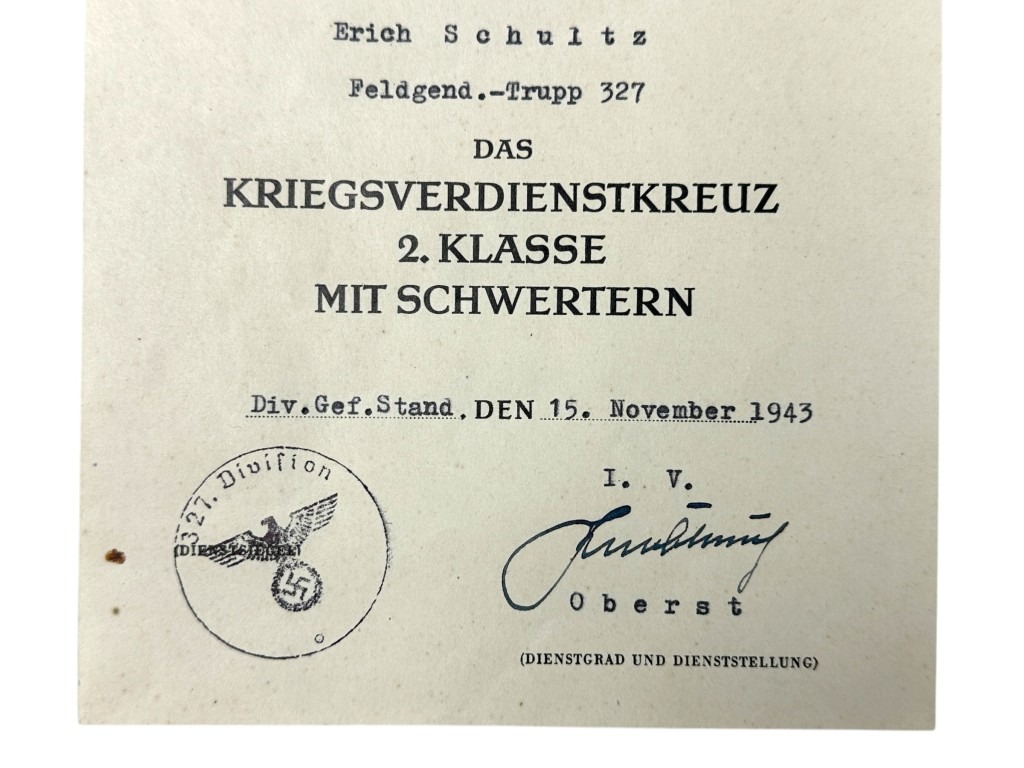 Erich Schultz
Feldgend.-Trupp 327
DAS
KRIEGSVERDIENSTKREUZ
2. KLASSE
MIT SCHWERTERN
Div.Gef.Stand, DEN 15. November 1943
327. Division
(DIENSTSIEGEL)
I. V.
Oberst
(DIENSTGRAD UND DIENSTSTELLUNG)